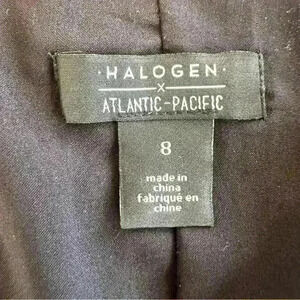 ·HALOGEN·
x
ATLANTIC-PACIFIC
8
made in
china
fabriqué en
chine